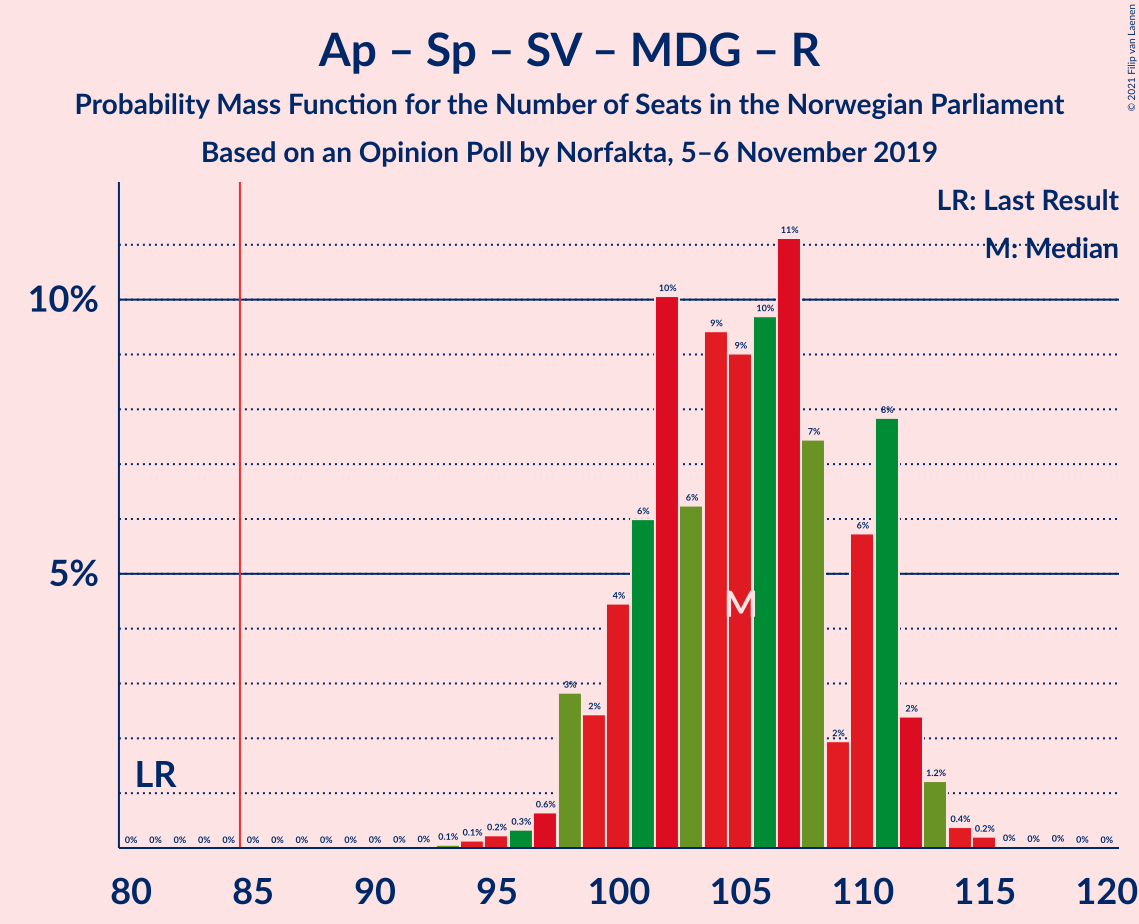 Ap – Sp – SV – MDG – R
Probability Mass Function for the Number of Seats in the Norwegian Parliament
Based on an Opinion Poll by Norfakta, 5–6 November 2019
© 2021 Filip van Laenen
LR: Last Result
M: Median
10%
5%
LR
M
0% 0% 0% 0% 0% 0% 0% 0% 0% 0% 0% 0% 0% 0.1% 0.1% 0.2% 0.3% 0.6% 3% 2% 4% 6% 10% 6% 9% 9% 10% 11% 7% 2% 6% 8% 2% 1.2% 0.4% 0.2% 0% 0% 0% 0% 0%
80 85 90 95 100 105 110 115 120